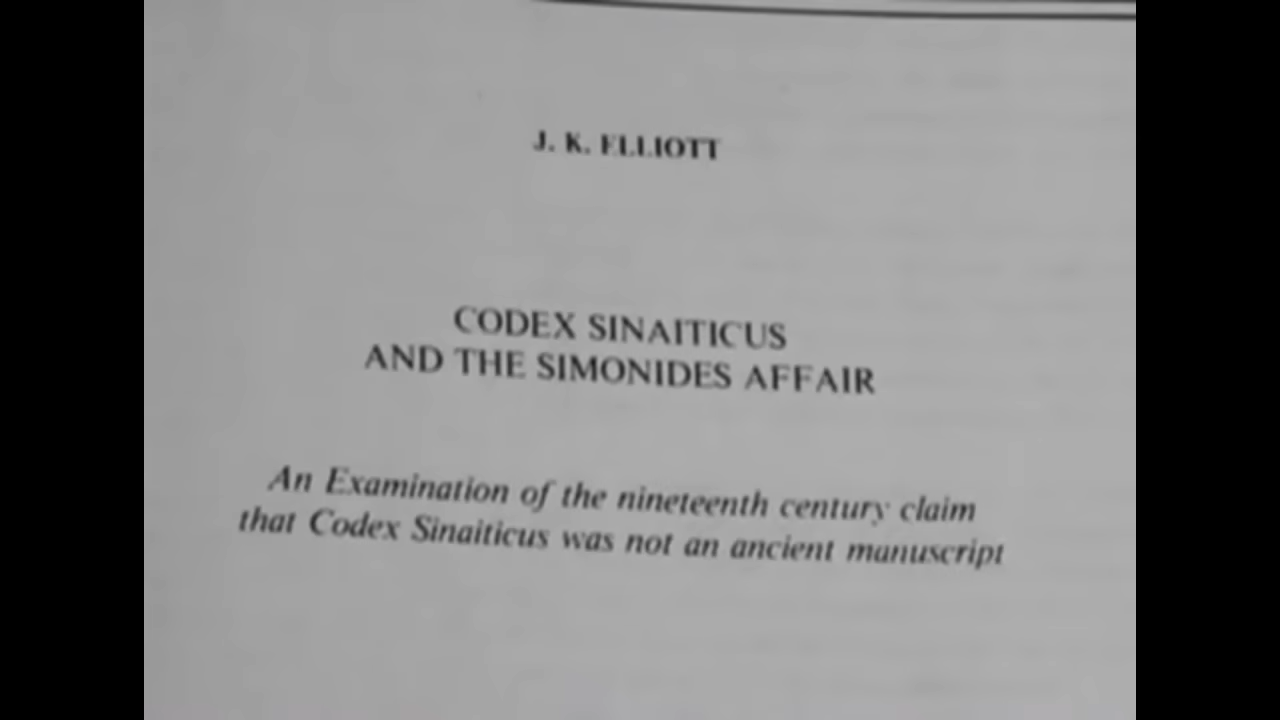 J. K. ELLIOTT
CODEX SINAITICUS
AND THE SIMONIDES AFFAIR
An Examination of the nineteenth century claim
that Codex Sinaiticus was not an ancient manuscript